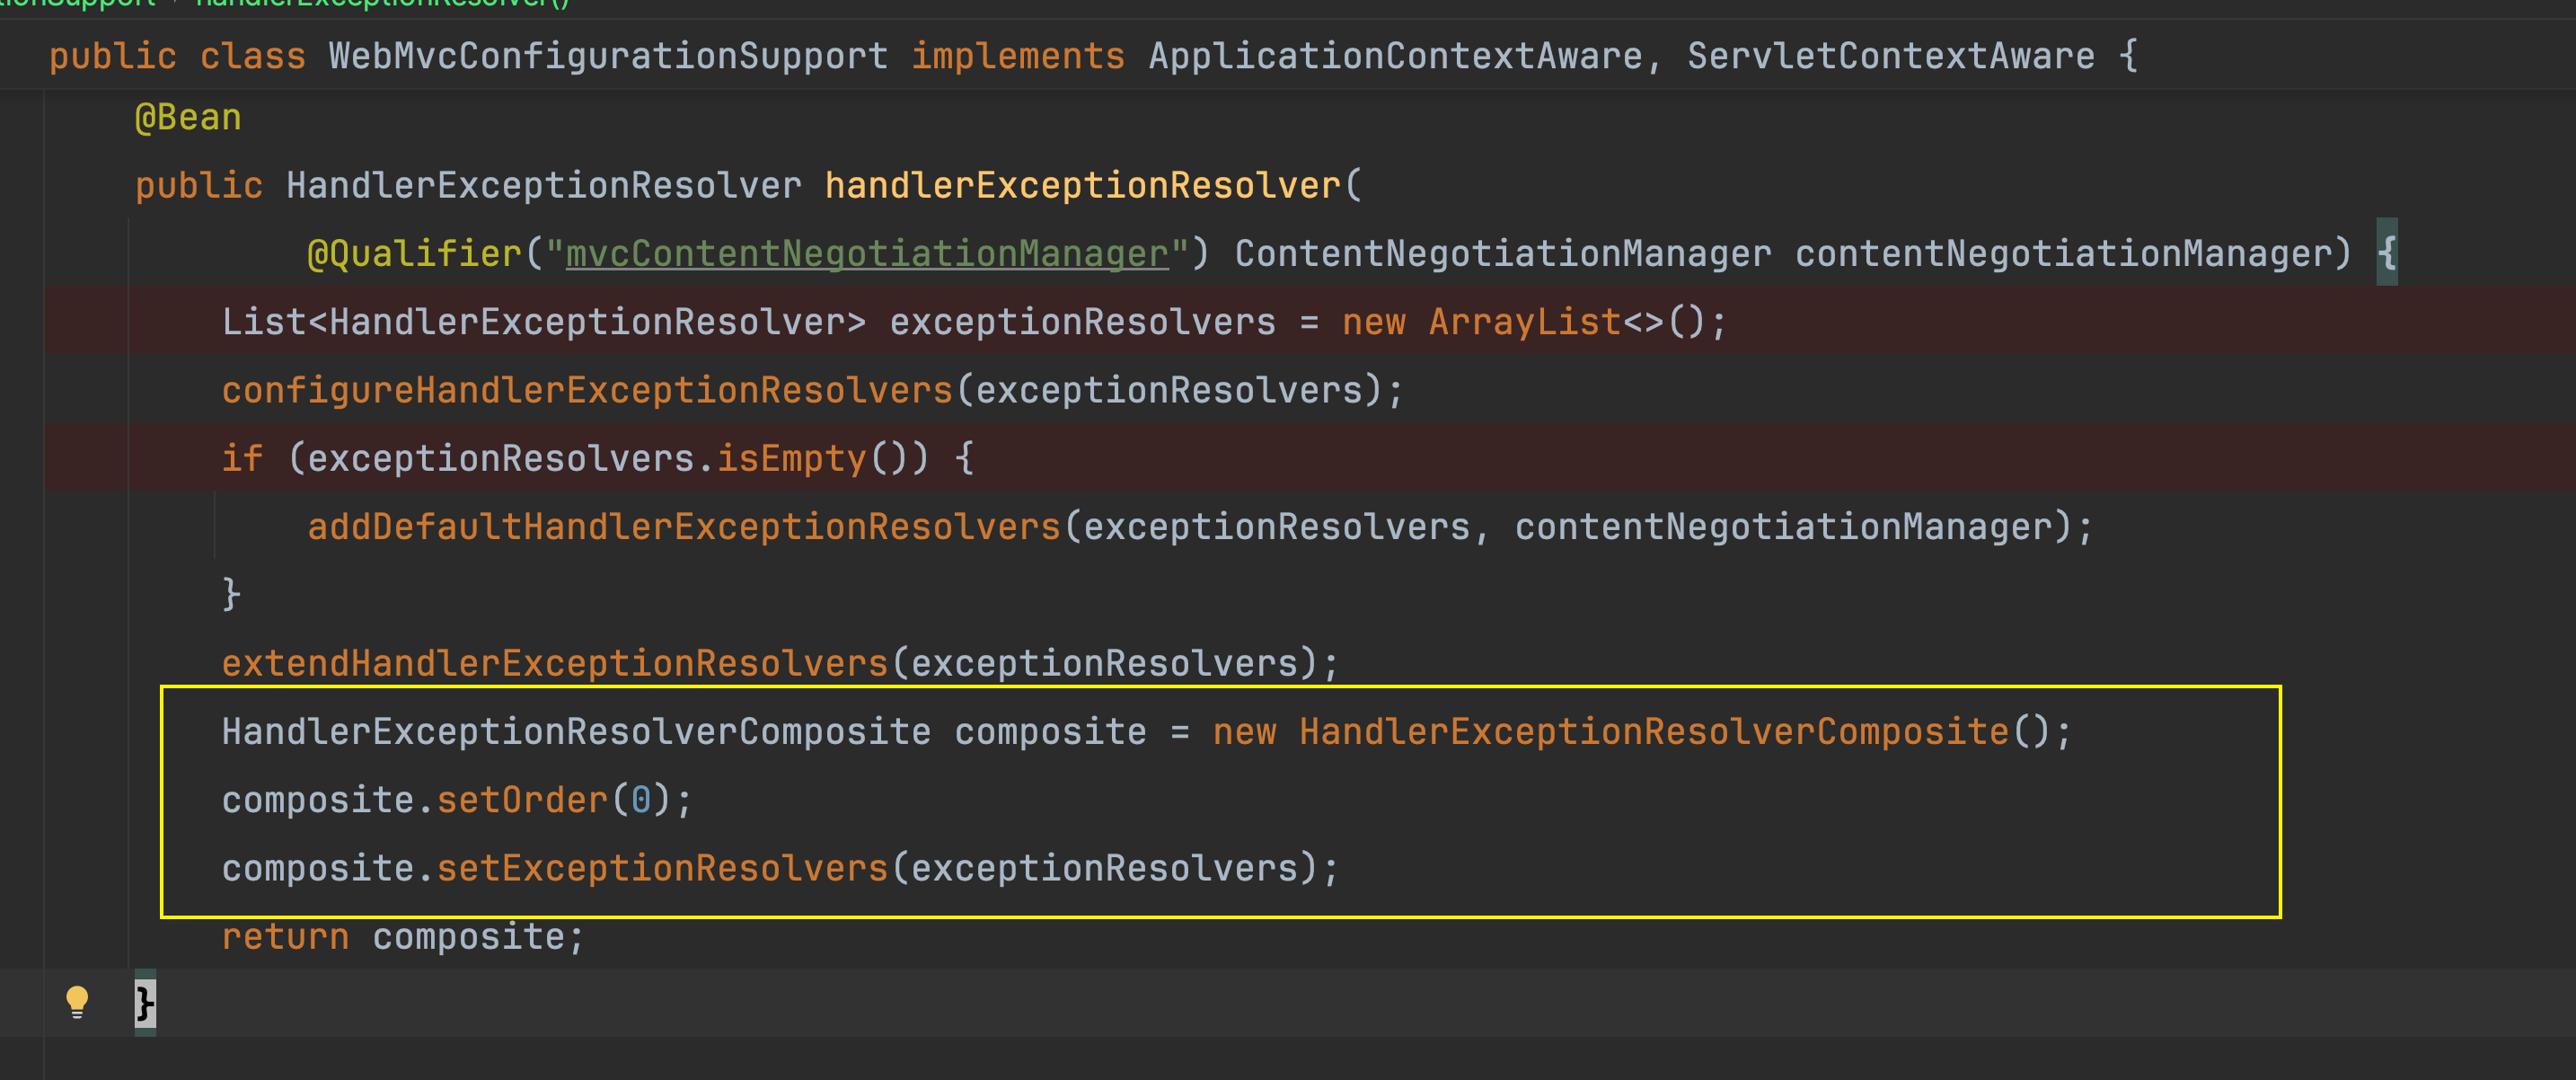 handlerExceptionResolver()
public class WebMvcConfigurationSupport implements ApplicationContextAware, ServletContextAware {
@Bean
public HandlerExceptionResolver handlerExceptionResolver(
@Qualifier("mvcContentNegotiationManager") ContentNegotiationManager contentNegotiationManager) {
List<HandlerExceptionResolver> exceptionResolvers = new ArrayList<>();
configureHandlerExceptionResolvers(exceptionResolvers);
if (exceptionResolvers.isEmpty()) {
addDefaultHandlerExceptionResolvers(exceptionResolvers, contentNegotiationManager);
}
extendHandlerExceptionResolvers(exceptionResolvers);
HandlerExceptionResolverComposite composite = new HandlerExceptionResolverComposite();
composite.setOrder(0);
composite.setExceptionResolvers(exceptionResolvers);
return composite;
}